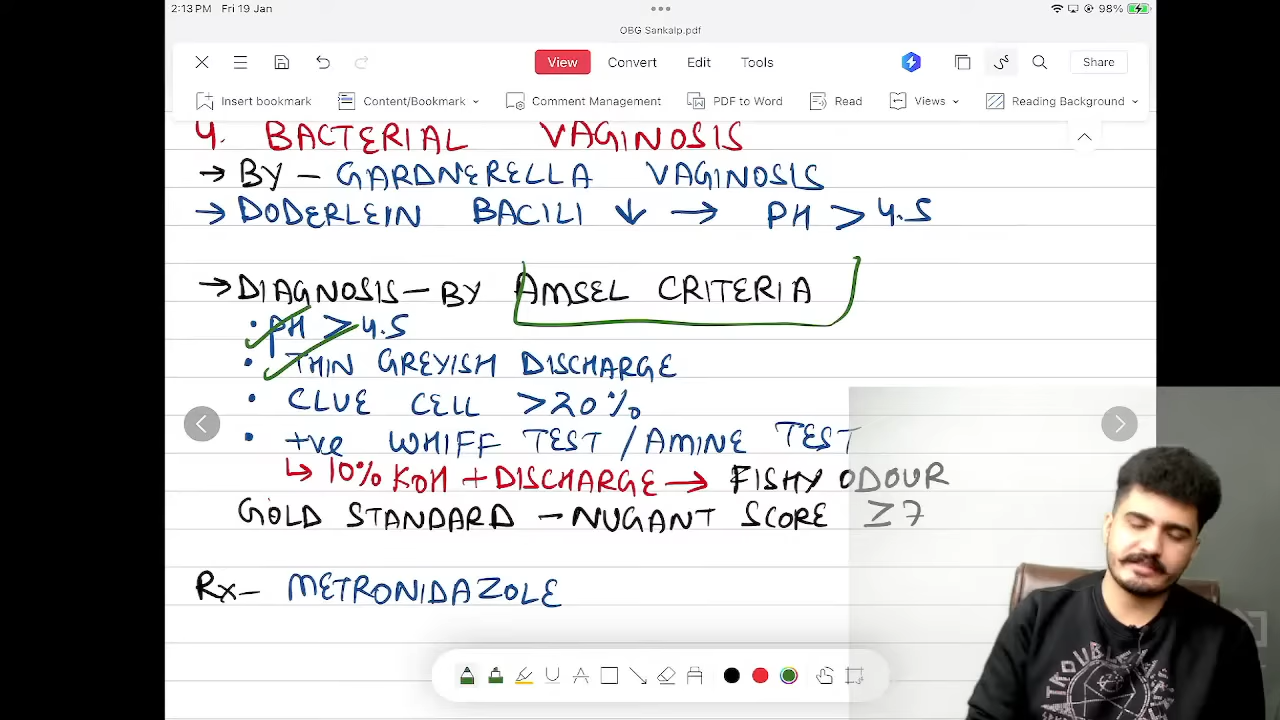 2:13 PM Fri 19 Jan
98%
OBG Sankalp.pdf
View Convert Edit Tools Share
Insert bookmark Content/Bookmark Comment Management PDF to Word Read Views Reading Background
4. BACTERIAL VAGINOSIS
→ BY – GARDNERELLA VAGINOSIS
→ DODERLEIN BACILI ↓ → PH > 4.5
→ DIAGNOSIS – BY AMSEL CRITERIA
• PH > 4.5
• THIN GREYISH DISCHARGE
• CLUE CELL >20%
• +ve WHIFF TEST / AMINE TEST
↳ 10% KOH + DISCHARGE → FISHY ODOUR
GOLD STANDARD – NUGANT SCORE ≥7
Rx – METRONIDAZOLE